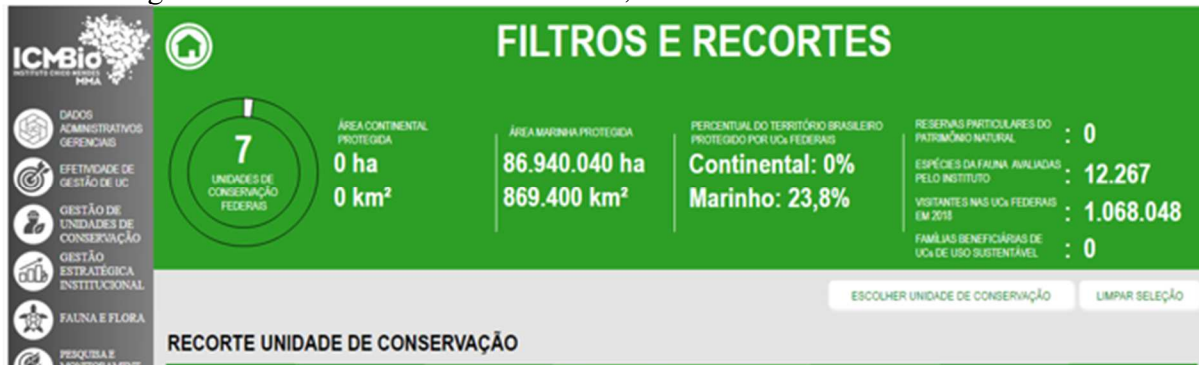 ICMBio
INSTITUTO CHICO MENDES
MMA
FILTROS E RECORTES
DADOS
ADMINISTRATIVOS
GERENCIAIS
EFETIVIDADE DE
GESTÃO DE UC
GESTÃO DE
UNIDADES DE
CONSERVAÇÃO
GESTÃO
ESTRATÉGICA
INSTITUCIONAL
FAUNA E FLORA
PESQUISA E
7
UNIDADES DE
CONSERVAÇÃO
FEDERAIS
ÁREA CONTINENTAL
PROTEGIDA
0 ha
0 km²
ÁREA MARINHA PROTEGIDA
86.940.040 ha
869.400 km²
PERCENTUAL DO TERRITÓRIO BRASILEIRO
PROTEGIDO POR UCs FEDERAIS
Continental: 0%
Marinho: 23,8%
RESERVAS PARTICULARES DO
PATRIMÔNIO NATURAL : 0
ESPÉCIES DA FAUNA AVALIADAS
PELO INSTITUTO : 12.267
VISITANTES NAS UCs FEDERAIS
EM 2018 : 1.068.048
FAMÍLIAS BENEFICIÁRIAS DE
UCs DE USO SUSTENTÁVEL : 0
ESCOLHER UNIDADE DE CONSERVAÇÃO
LIMPAR SELEÇÃO
RECORTE UNIDADE DE CONSERVAÇÃO